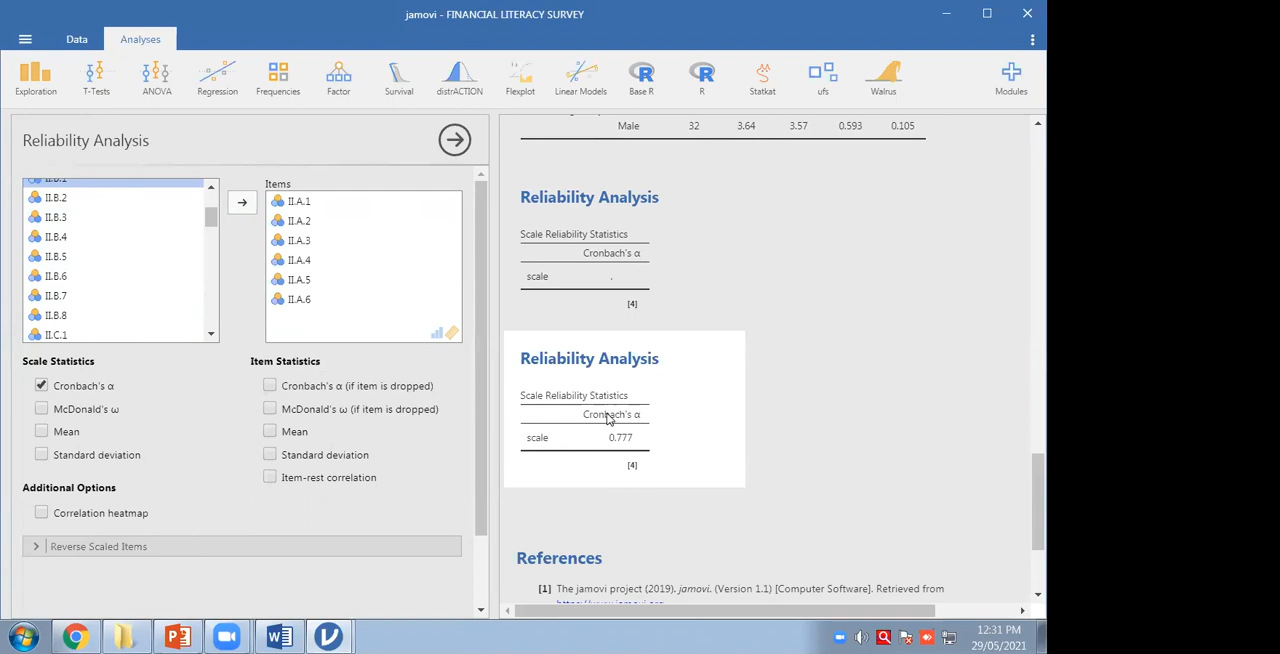 jamovi - FINANCIAL LITERACY SURVEY
Data
Analyses
Exploration
T-Tests
ANOVA
Regression
Frequencies
Factor
Survival
distrACTION
Flexplot
Linear Models
Base R
R
Statkat
ufs
Walrus
Modules
Reliability Analysis
II.B.1
II.B.2
II.B.3
II.B.4
II.B.5
II.B.6
II.B.7
II.B.8
II.C.1
Items
II.A.1
II.A.2
II.A.3
II.A.4
II.A.5
II.A.6
Scale Statistics
Cronbach's α
McDonald's ω
Mean
Standard deviation
Item Statistics
Cronbach's α (if item is dropped)
McDonald's ω (if item is dropped)
Mean
Standard deviation
Item-rest correlation
Additional Options
Correlation heatmap
Reverse Scaled Items
Male 32 3.64 3.57 0.593 0.105
Reliability Analysis
Scale Reliability Statistics
Cronbach's α
scale .
[4]
Reliability Analysis
Scale Reliability Statistics
Cronbach's α
scale 0.777
[4]
References
[1] The jamovi project (2019). jamovi. (Version 1.1) [Computer Software]. Retrieved from
https://www.jamovi.org
12:31 PM
29/05/2021